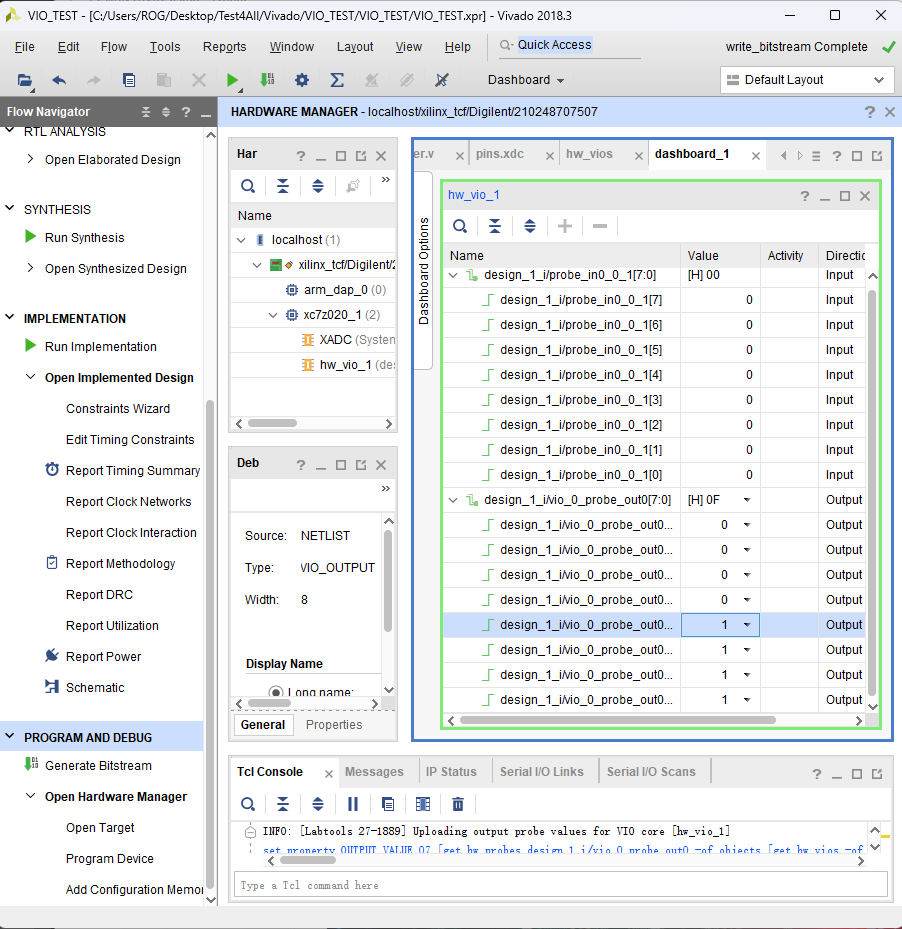 VIO_TEST - [C:/Users/ROG/Desktop/Test4All/Vivado/VIO_TEST/VIO_TEST/VIO_TEST.xpr] - Vivado 2018.3
File Edit Flow Tools Reports Window Layout View Help Quick Access write_bitstream Complete
Dashboard Default Layout
Flow Navigator
RTL ANALYSIS
Open Elaborated Design
SYNTHESIS
Run Synthesis
Open Synthesized Design
IMPLEMENTATION
Run Implementation
Open Implemented Design
Constraints Wizard
Edit Timing Constraints
Report Timing Summary
Report Clock Networks
Report Clock Interaction
Report Methodology
Report DRC
Report Utilization
Report Power
Schematic
PROGRAM AND DEBUG
Generate Bitstream
Open Hardware Manager
Open Target
Program Device
Add Configuration Memor
HARDWARE MANAGER - localhost/xilinx_tcf/Digilent/210248707507
Har
Name
localhost (1)
xilinx_tcf/Digilent/2
arm_dap_0 (0)
xc7z020_1 (2)
XADC (System
hw_vio_1 (des
Deb
Source: NETLIST
Type: VIO_OUTPUT
Width: 8
Display Name
Long name:
General Properties
er.v pins.xdc hw_vios dashboard_1
Dashboard Options
hw_vio_1
Name Value Activity Directic
design_1_i/probe_in0_0_1[7:0] [H] 00 Input
design_1_i/probe_in0_0_1[7] 0 Input
design_1_i/probe_in0_0_1[6] 0 Input
design_1_i/probe_in0_0_1[5] 0 Input
design_1_i/probe_in0_0_1[4] 0 Input
design_1_i/probe_in0_0_1[3] 0 Input
design_1_i/probe_in0_0_1[2] 0 Input
design_1_i/probe_in0_0_1[1] 0 Input
design_1_i/probe_in0_0_1[0] 0 Input
design_1_i/vio_0_probe_out0[7:0] [H] 0F Output
design_1_i/vio_0_probe_out0... 0 Output
design_1_i/vio_0_probe_out0... 0 Output
design_1_i/vio_0_probe_out0... 0 Output
design_1_i/vio_0_probe_out0... 0 Output
design_1_i/vio_0_probe_out0... 1 Output
design_1_i/vio_0_probe_out0... 1 Output
design_1_i/vio_0_probe_out0... 1 Output
design_1_i/vio_0_probe_out0... 1 Output
Tcl Console Messages IP Status Serial I/O Links Serial I/O Scans
INFO: [Labtools 27-1889] Uploading output probe values for VIO core [hw_vio_1]
set_property OUTPUT_VALUE 07 [get_hw_probes design_1_i/vio_0_probe_out0 -of_objects [get_hw_vios -of
Type a Tcl command here